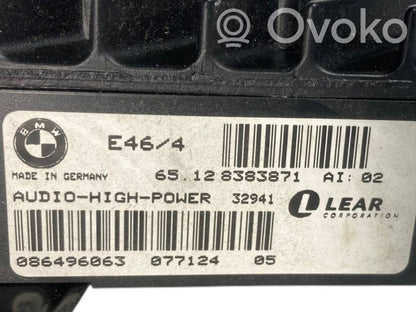 Ovoko
BMW
E46/4
MADE IN GERMANY
65.12 8383871 AI: 02
AUDIO-HIGH-POWER 32941
LEAR
CORPORATION
086496063 077124 05